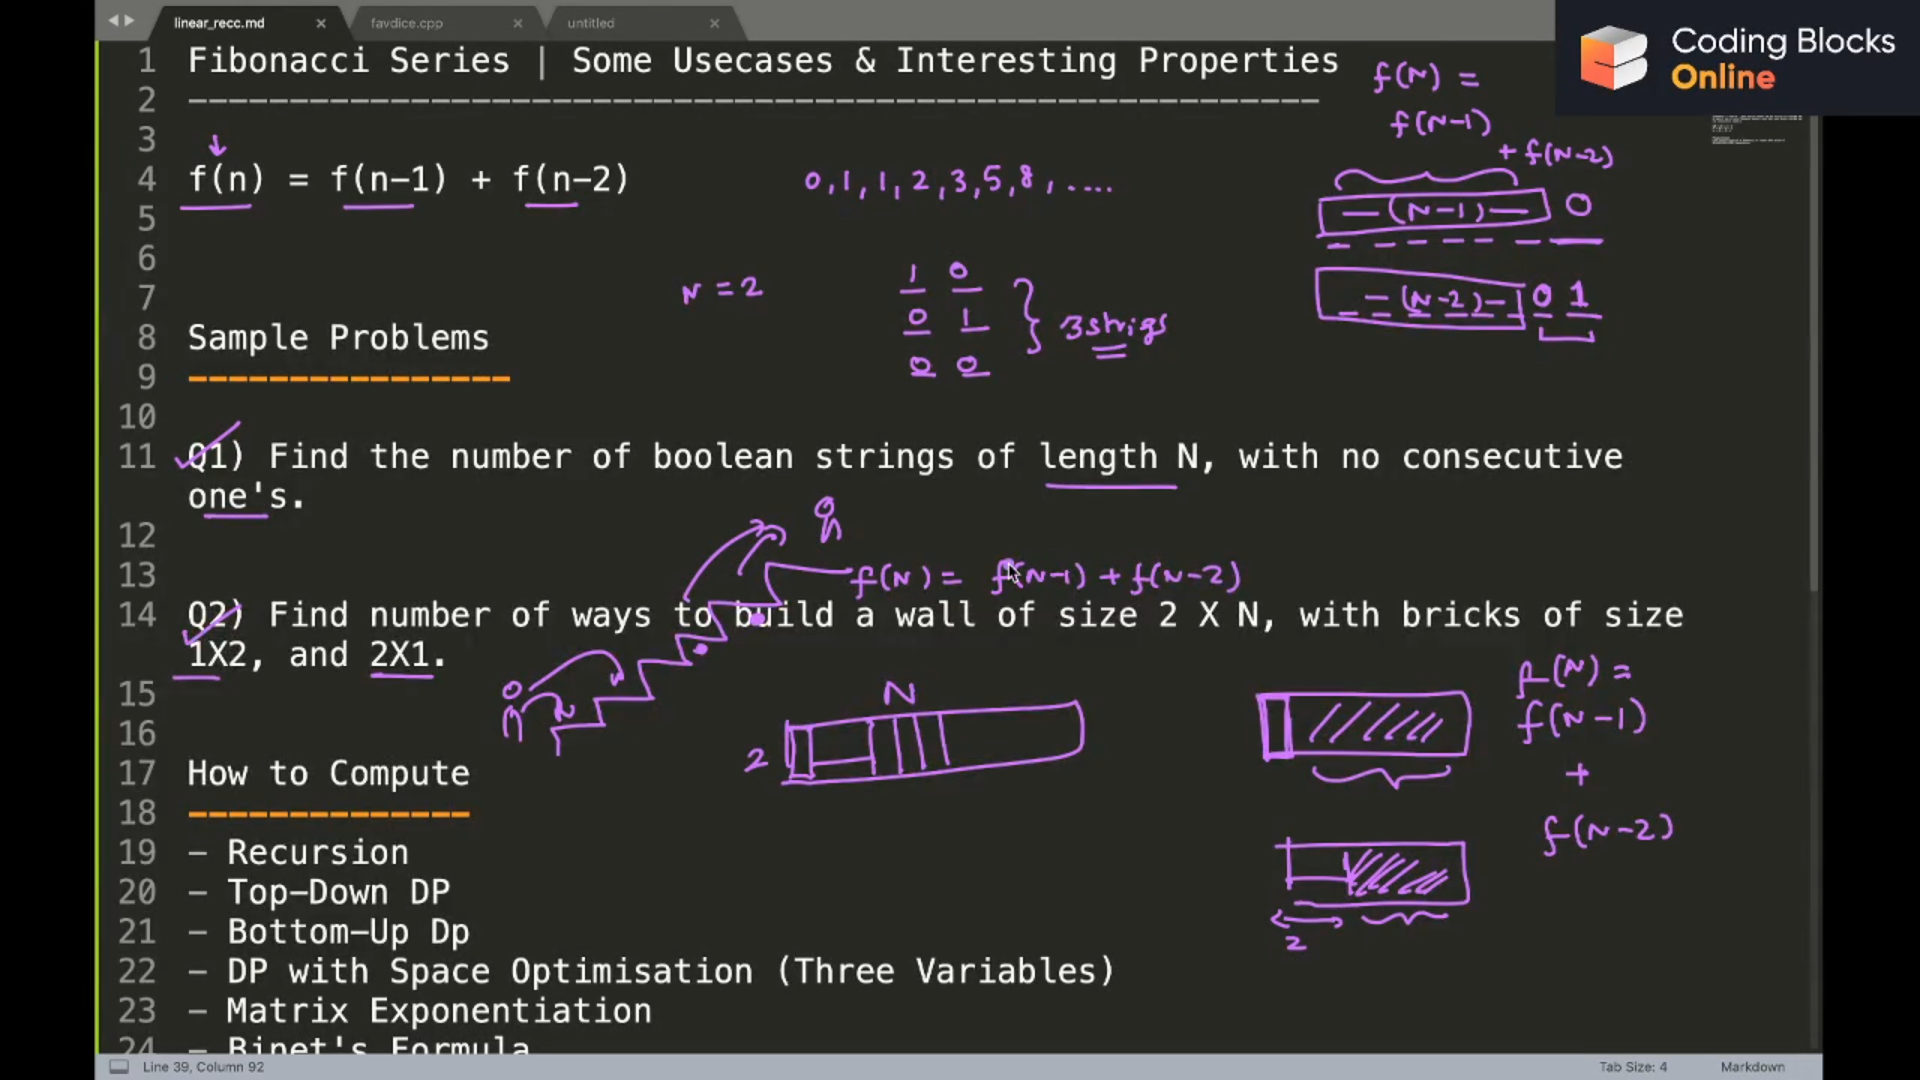 linear_recc.md × favdice.cpp × untitled ×
Coding Blocks
Online
1 Fibonacci Series | Some Usecases & Interesting Properties
f(N) =
2 ----------------------------------------------------------
f(N-1)
3
+ f(N-2)
4 f(n) = f(n-1) + f(n-2)
0, 1, 1, 2, 3, 5, 8, ....
— (N-1) — 0
5
6
1 0
7
N = 2
0 1
3 strigs
- (N-2) - 0 1
8 Sample Problems
0 0
9 ----------------
10
11 Q1) Find the number of boolean strings of length N, with no consecutive
one's.
12
13
f(N) = f(N-1) + f(N-2)
14 Q2) Find number of ways to build a wall of size 2 X N, with bricks of size
1X2, and 2X1.
15
N
f(N) =
f(N-1)
16
2
17 How to Compute
+
18 --------------
f(N-2)
19 - Recursion
20 - Top-Down DP
21 - Bottom-Up Dp
2
22 - DP with Space Optimisation (Three Variables)
23 - Matrix Exponentiation
24 - Binet's Formula
Line 39, Column 92
Tab Size: 4
Markdown